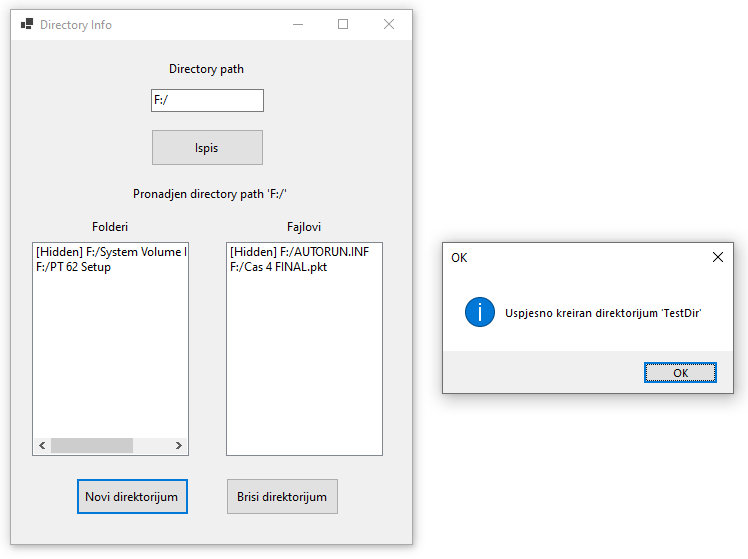 Directory Info
Directory path
F:/
Ispis
Pronadjen directory path 'F:/'
Folderi
Fajlovi
[Hidden] F:/System Volume
F:/PT 62 Setup
[Hidden] F:/AUTORUN.INF
F:/Cas 4 FINAL.pkt
Novi direktorijum
Brisi direktorijum
OK
Uspjesno kreiran direktorijum 'TestDir'
OK